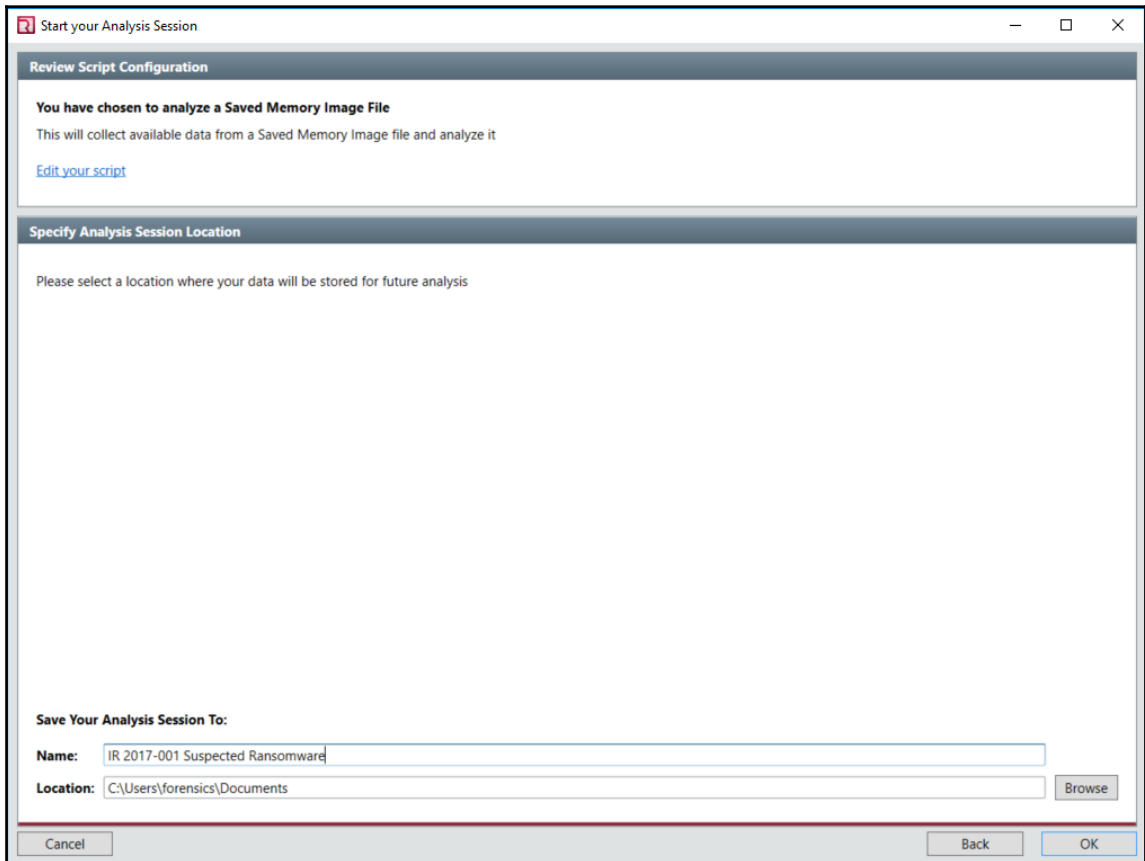 Start your Analysis Session
Review Script Configuration
You have chosen to analyze a Saved Memory Image File
This will collect available data from a Saved Memory Image file and analyze it
Edit your script
Specify Analysis Session Location
Please select a location where your data will be stored for future analysis
Save Your Analysis Session To:
Name: IR 2017-001 Suspected Ransomware
Location: C:\Users\forensics\Documents Browse
Cancel Back OK